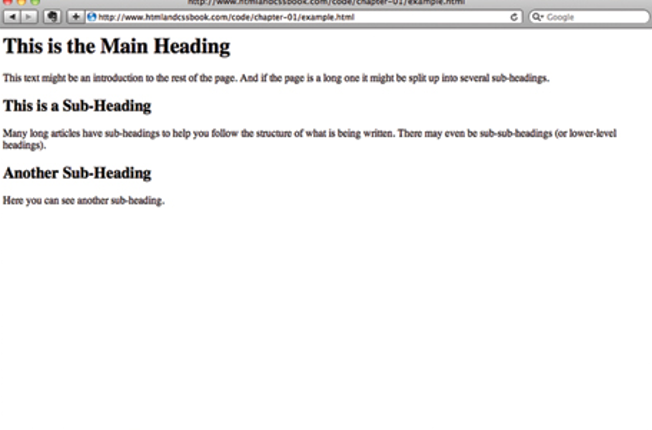 http://www.htmlandcssbook.com/code/chapter-01/example.html
http://www.htmlandcssbook.com/code/chapter-01/example.html
Google
This is the Main Heading
This text might be an introduction to the rest of the page. And if the page is a long one it might be split up into several sub-headings.
This is a Sub-Heading
Many long articles have sub-headings to help you follow the structure of what is being written. There may even be sub-sub-headings (or lower-level
headings).
Another Sub-Heading
Here you can see another sub-heading.